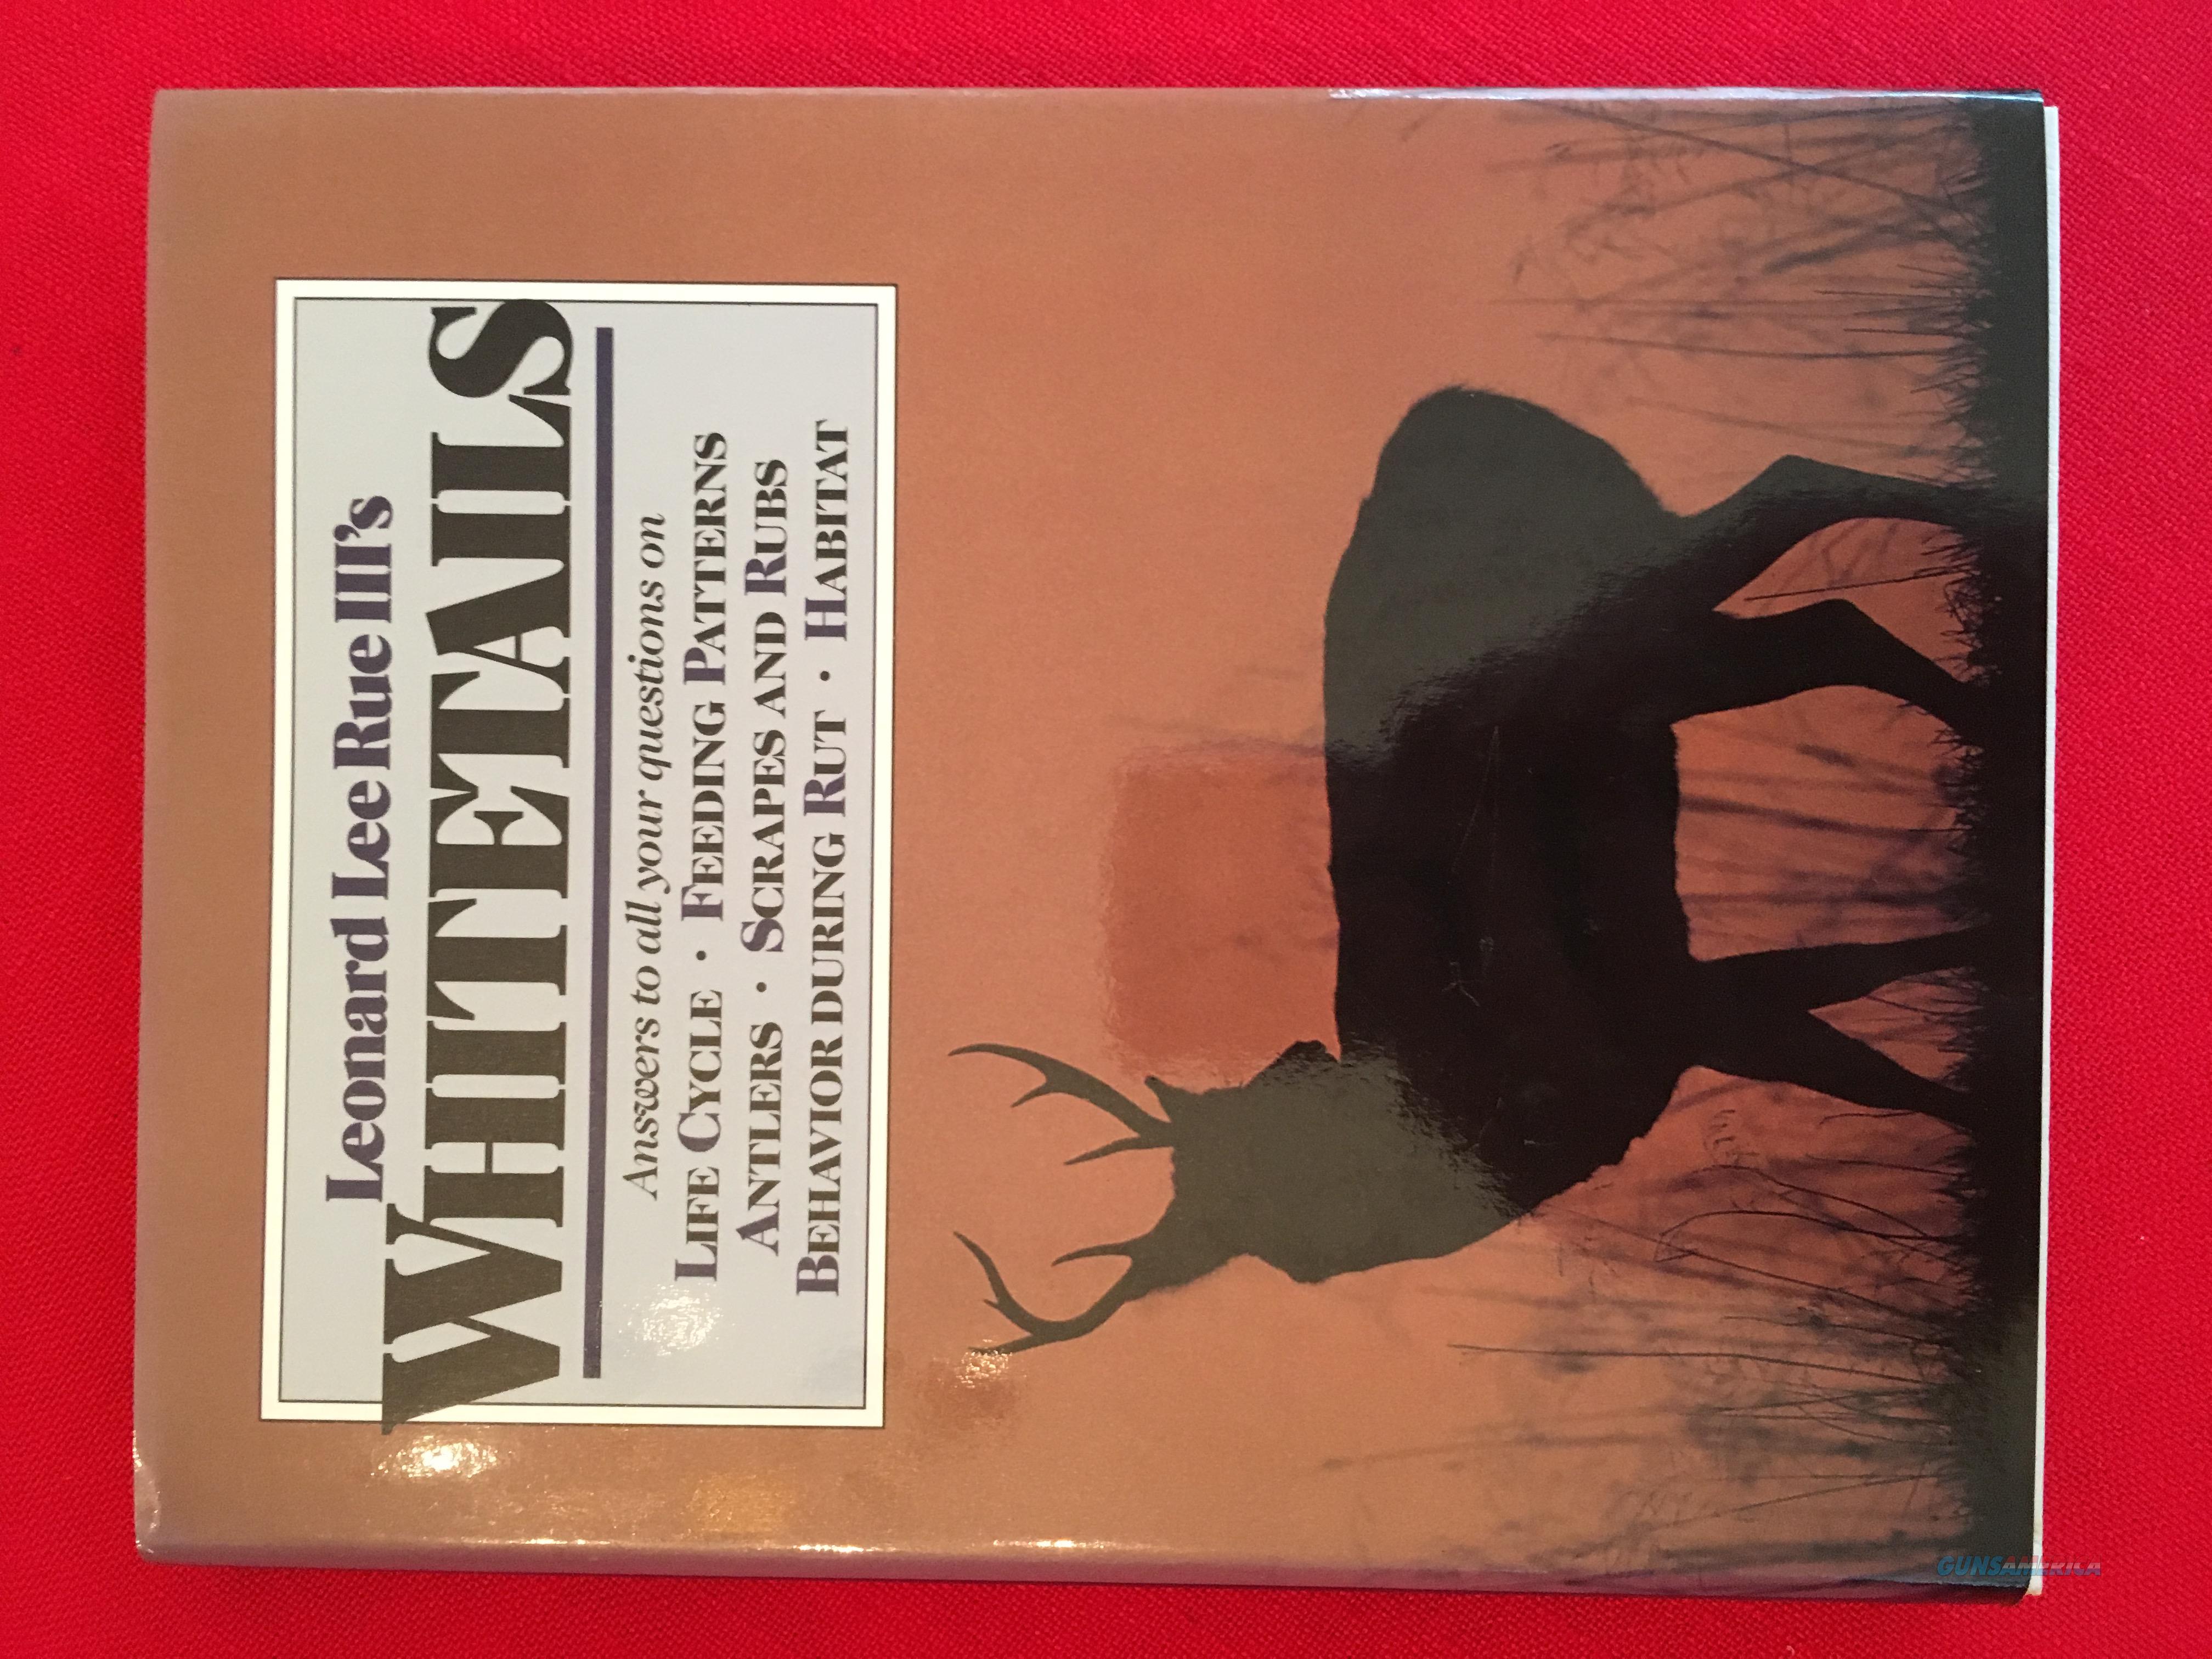 Leonard Lee Rue III's
WHITETAILS
Answers to all your questions on
LIFE CYCLE • FEEDING PATTERNS
ANTLERS • SCRAPES AND RUBS
BEHAVIOR DURING RUT • HABITAT
GUNSAMERICA